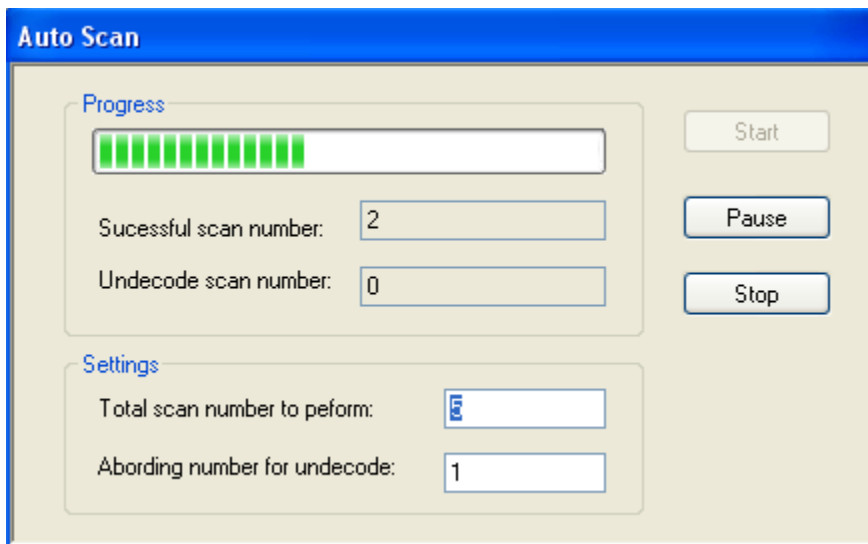 Auto Scan
Progress
Start
Sucessful scan number: 2
Pause
Undecode scan number: 0
Stop
Settings
Total scan number to peform: 5
Abording number for undecode: 1